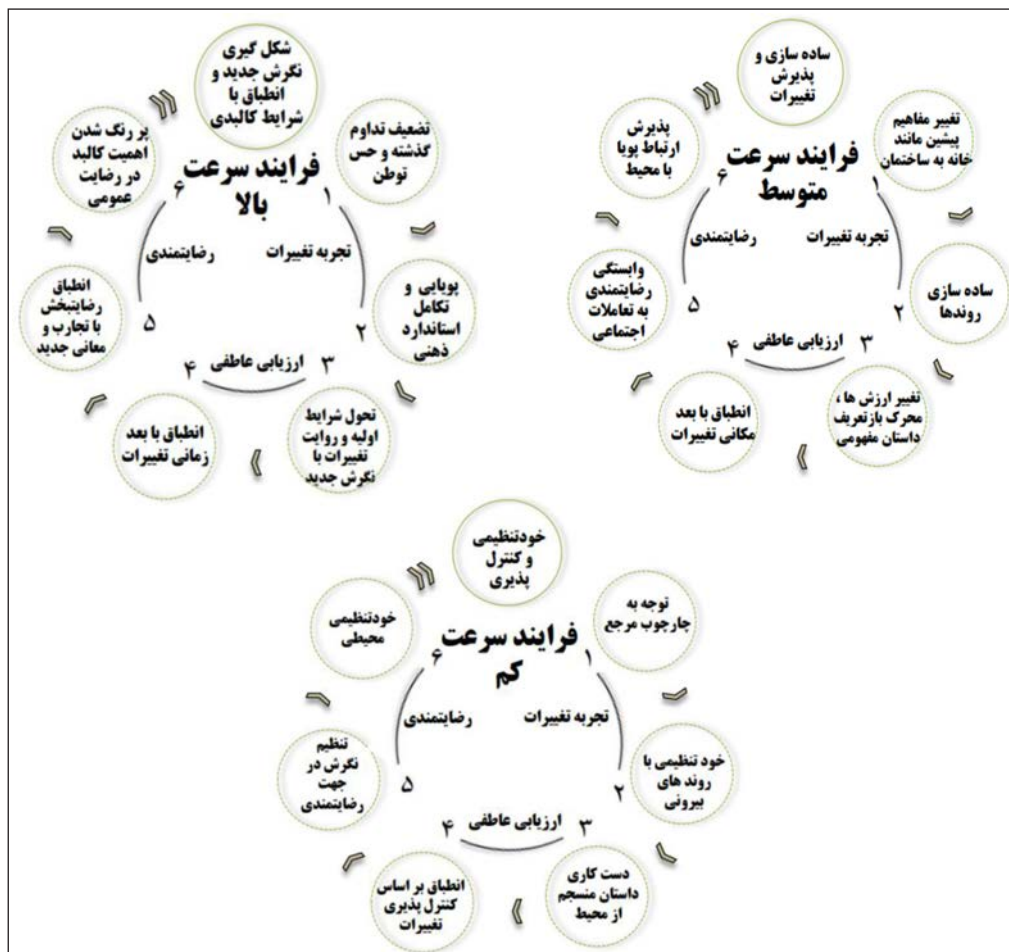 شکل گیری
نگرش جدید و
انطباق با
شرایط کالبدی
تضعیف تداوم
گذشته و حس
توطن
پویایی و
تکامل
استاندارد
ذهنی
تحول شرایط
اولیه و روایت
تغییرات با
نگرش جدید
انطباق با بعد
زمانی تغییرات
انطباق
رضایتبخش
با تجارب و
معانی جدید
پر رنگ شدن
اهمیت کالبد
در رضایت
عمومی
فرایند سرعت
بالا
۱
تجربه تغییرات
۲
۳
ارزیابی عاطفی
۴
۵
رضایتمندی
۶
ساده سازی و
پذیرش
تغییرات
تغییر مفاهیم
پیشین مانند
خانه به ساختمان
ساده سازی
روندها
تغییر ارزش ها ،
محرک بازتعریف
داستان مفهومی
انطباق با بعد
مکانی تغییرات
وابستگی
رضایتمندی
به تعاملات
اجتماعی
پذیرش
ارتباط پویا
با محیط
فرایند سرعت
متوسط
۱
تجربه تغییرات
۲
۳
ارزیابی عاطفی
۴
۵
رضایتمندی
۶
خودتنظیمی
و کنترل
پذیری
توجه به
چارچوب مرجع
خود تنظیمی با
روند های
بیرونی
دست کاری
داستان منسجم
از محیط
انطباق بر اساس
کنترل پذیری
تغییرات
تنظیم
نگرش در
جهت
رضایتمندی
خودتنظیمی
محیطی
فرایند سرعت
کم
۱
تجربه تغییرات
۲
۳
ارزیابی عاطفی
۴
۵
رضایتمندی
۶